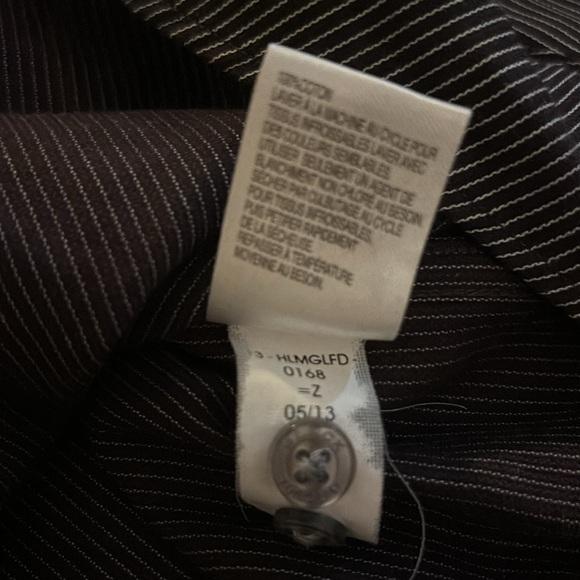 100% COTON
LAVER À LA MACHINE AU CYCLE POUR
TISSUS INFROISSABLES. LAVER AVEC
DES COULEURS SEMBLABLES.
UTILISER SEULEMENT UN AGENT DE
BLANCHIMENT NON CHLORÉ AU BESOIN.
SÉCHER PAR CULBUTAGE AU CYCLE
POUR TISSUS INFROISSABLES,
PUIS RETIRER RAPIDEMENT
DE LA SÉCHEUSE.
REPASSER À TEMPÉRATURE
MOYENNE AU BESOIN.
3 - HLMGLFD -
0168
=Z
05/13